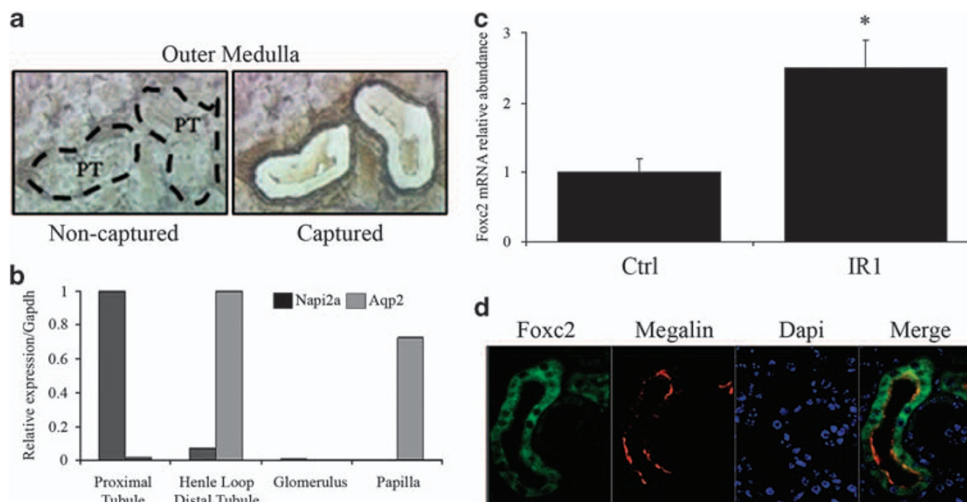 a
Outer Medulla
PT
PT
Non-captured
Captured
b
Relative expression/Gapdh
1
0.8
0.6
0.4
0.2
0
Napi2a
Aqp2
Proximal
Tubule
Henle Loop
Distal Tubule
Glomerulus
Papilla
c
Foxc2 mRNA relative abundance
3
2
1
0
*
Ctrl
IR1
d
Foxc2
Megalin
Dapi
Merge